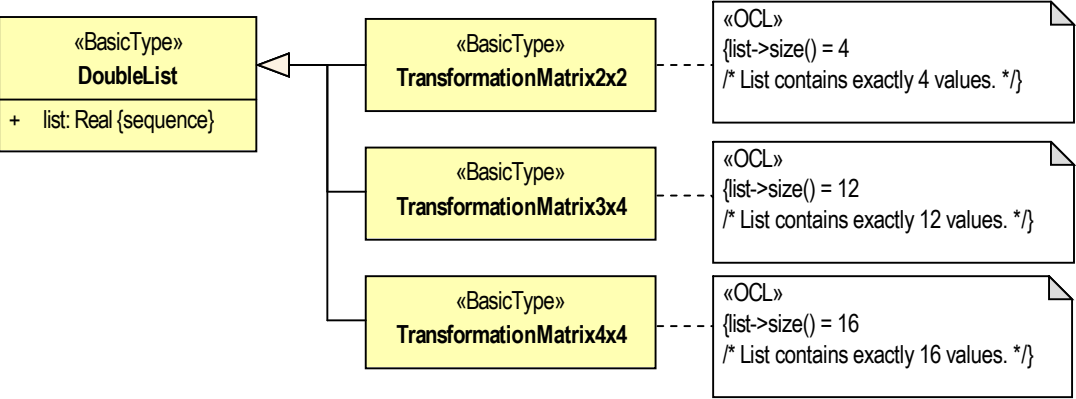 «BasicType»
DoubleList
+ list: Real {sequence}
«BasicType»
TransformationMatrix2x2
«OCL»
{list->size() = 4
/* List contains exactly 4 values. */}
«BasicType»
TransformationMatrix3x4
«OCL»
{list->size() = 12
/* List contains exactly 12 values. */}
«BasicType»
TransformationMatrix4x4
«OCL»
{list->size() = 16
/* List contains exactly 16 values. */}